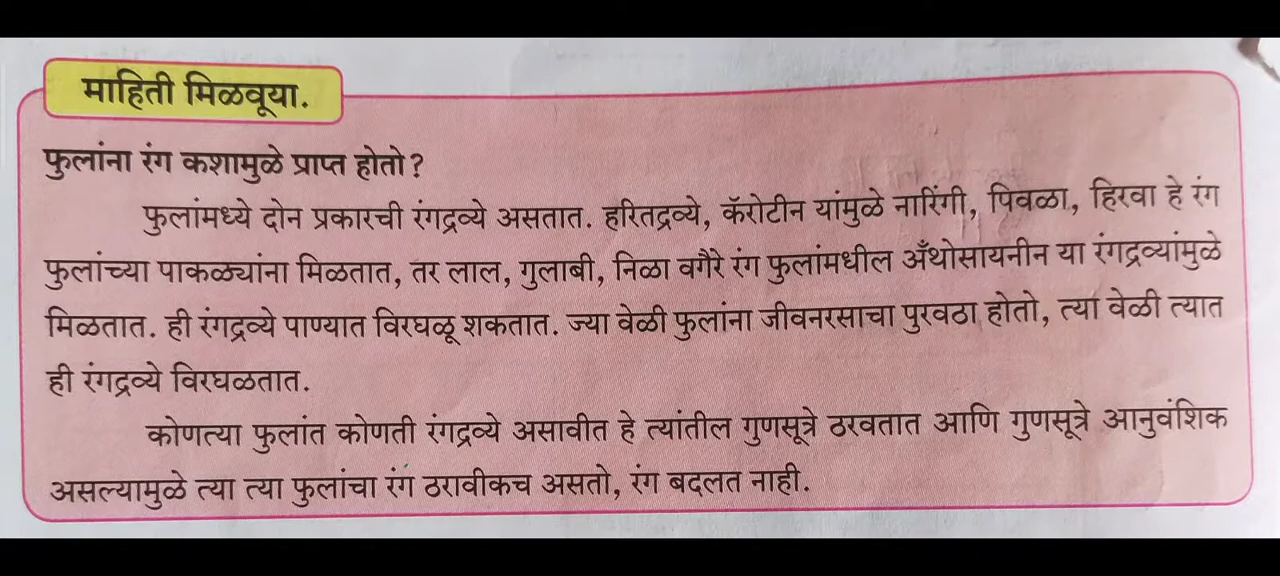 माहिती मिळवूया.
फुलांना रंग कशामुळे प्राप्त होतो?
फुलांमध्ये दोन प्रकारची रंगद्रव्ये असतात. हरितद्रव्ये, कॅरोटीन यांमुळे नारिंगी, पिवळा, हिरवा हे रंग
फुलांच्या पाकळ्यांना मिळतात, तर लाल, गुलाबी, निळा वगैरे रंग फुलांमधील अँथोसायनीन या रंगद्रव्यांमुळे
मिळतात. ही रंगद्रव्ये पाण्यात विरघळू शकतात. ज्या वेळी फुलांना जीवनरसाचा पुरवठा होतो, त्या वेळी त्यात
ही रंगद्रव्ये विरघळतात.
कोणत्या फुलांत कोणती रंगद्रव्ये असावीत हे त्यांतील गुणसूत्रे ठरवतात आणि गुणसूत्रे आनुवंशिक
असल्यामुळे त्या त्या फुलांचा रंग ठरावीकच असतो, रंग बदलत नाही.